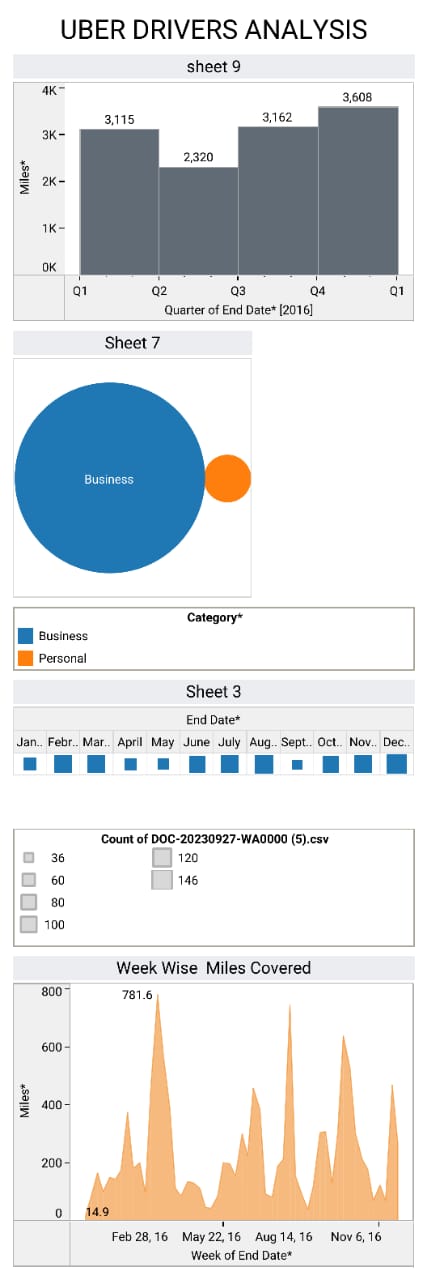 UBER DRIVERS ANALYSIS
sheet 9
4K
3K
2K
1K
0K
Miles*
3,115
2,320
3,162
3,608
Q1 Q2 Q3 Q4 Q1
Quarter of End Date* [2016]
Sheet 7
Business
Category*
Business
Personal
Sheet 3
End Date*
Jan.. Febr.. Mar.. April May June July Aug.. Sept.. Oct.. Nov.. Dec..
Count of DOC-20230927-WA0000 (5).csv
36 120
60 146
80
100
Week Wise Miles Covered
800
600
400
200
0
Miles*
781.6
14.9
Feb 28, 16 May 22, 16 Aug 14, 16 Nov 6, 16
Week of End Date*